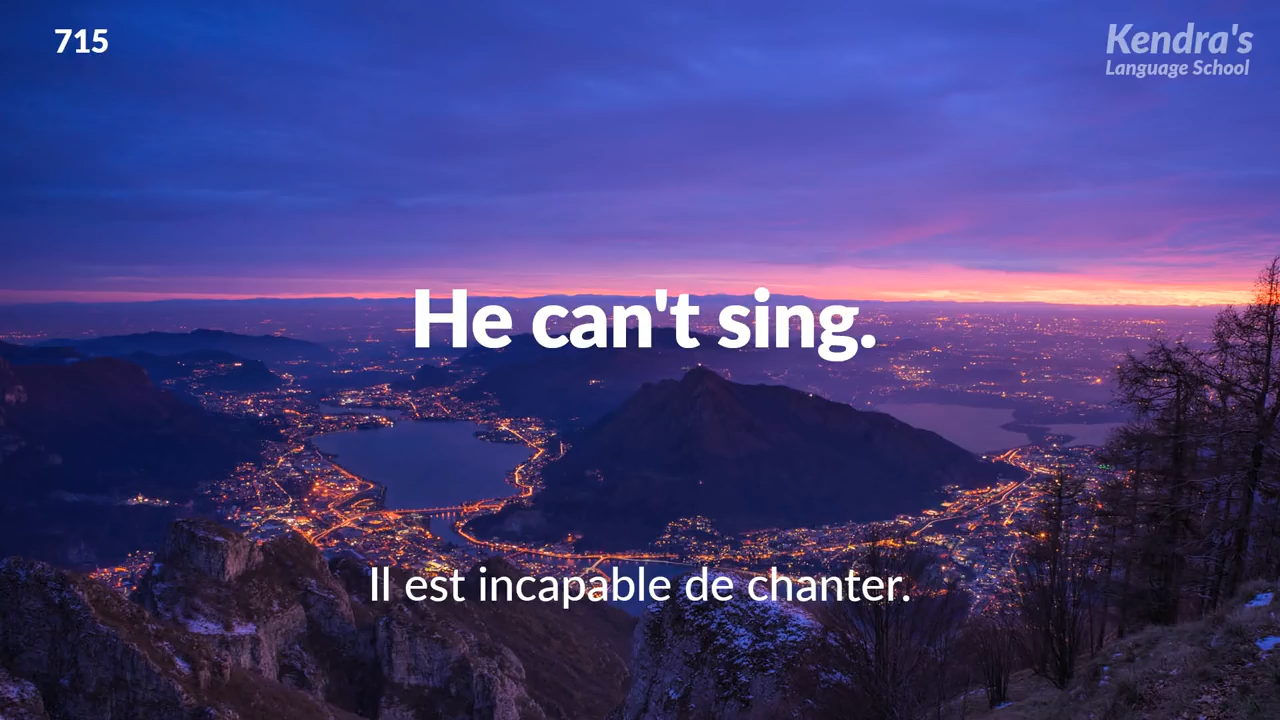 715
Kendra's
Language School
He can't sing.
Il est incapable de chanter.